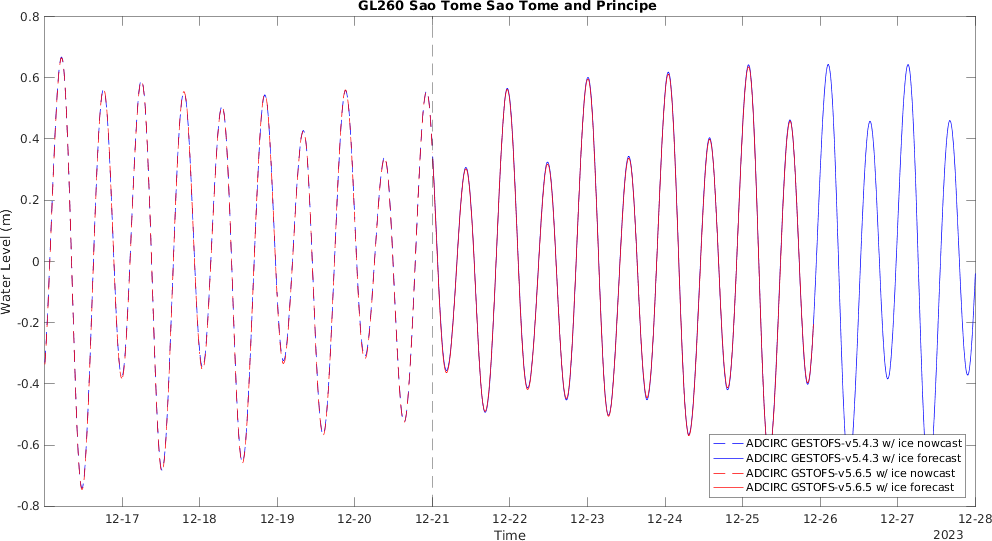 GL260 Sao Tome Sao Tome and Principe
0.8
0.6
0.4
0.2
0
-0.2
-0.4
-0.6
-0.8
Water Level (m)
ADCIRC GESTOFS-v5.4.3 w/ ice nowcast
ADCIRC GESTOFS-v5.4.3 w/ ice forecast
ADCIRC GSTOFS-v5.6.5 w/ ice nowcast
ADCIRC GSTOFS-v5.6.5 w/ ice forecast
12-17 12-18 12-19 12-20 12-21 12-22 12-23 12-24 12-25 12-26 12-27 12-28
Time
2023